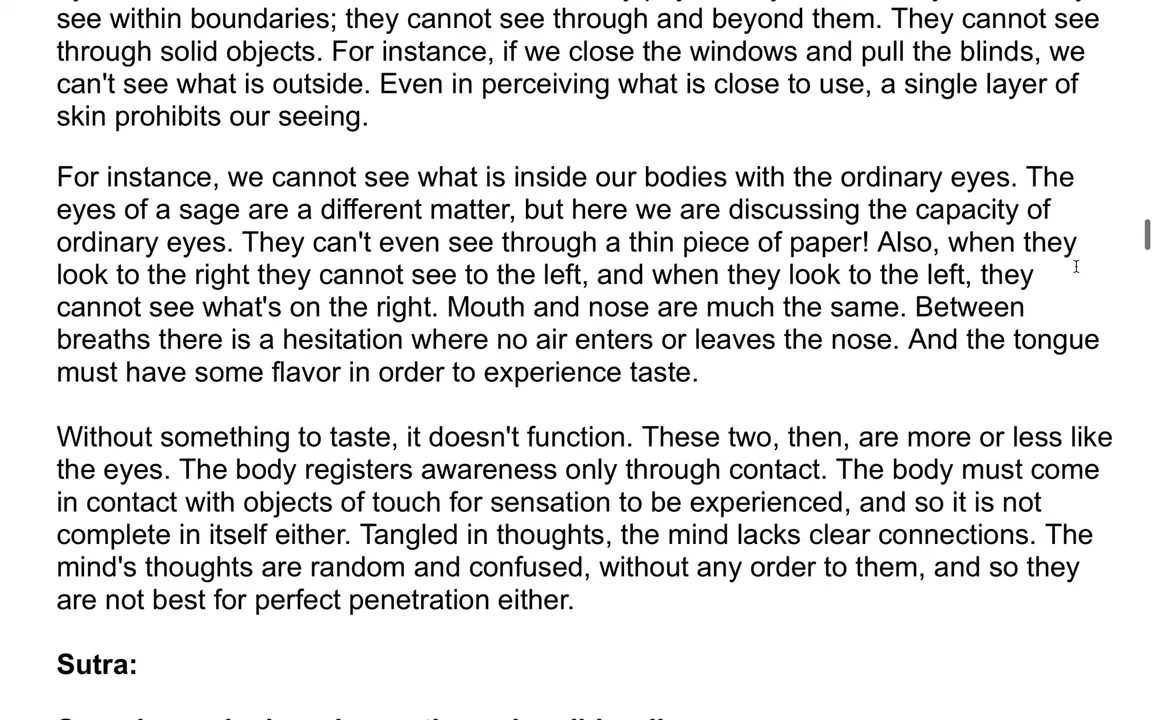 see within boundaries; they cannot see through and beyond them. They cannot see
through solid objects. For instance, if we close the windows and pull the blinds, we
can't see what is outside. Even in perceiving what is close to use, a single layer of
skin prohibits our seeing.
For instance, we cannot see what is inside our bodies with the ordinary eyes. The
eyes of a sage are a different matter, but here we are discussing the capacity of
ordinary eyes. They can't even see through a thin piece of paper! Also, when they
look to the right they cannot see to the left, and when they look to the left, they
cannot see what's on the right. Mouth and nose are much the same. Between
breaths there is a hesitation where no air enters or leaves the nose. And the tongue
must have some flavor in order to experience taste.
Without something to taste, it doesn't function. These two, then, are more or less like
the eyes. The body registers awareness only through contact. The body must come
in contact with objects of touch for sensation to be experienced, and so it is not
complete in itself either. Tangled in thoughts, the mind lacks clear connections. The
mind's thoughts are random and confused, without any order to them, and so they
are not best for perfect penetration either.
Sutra: